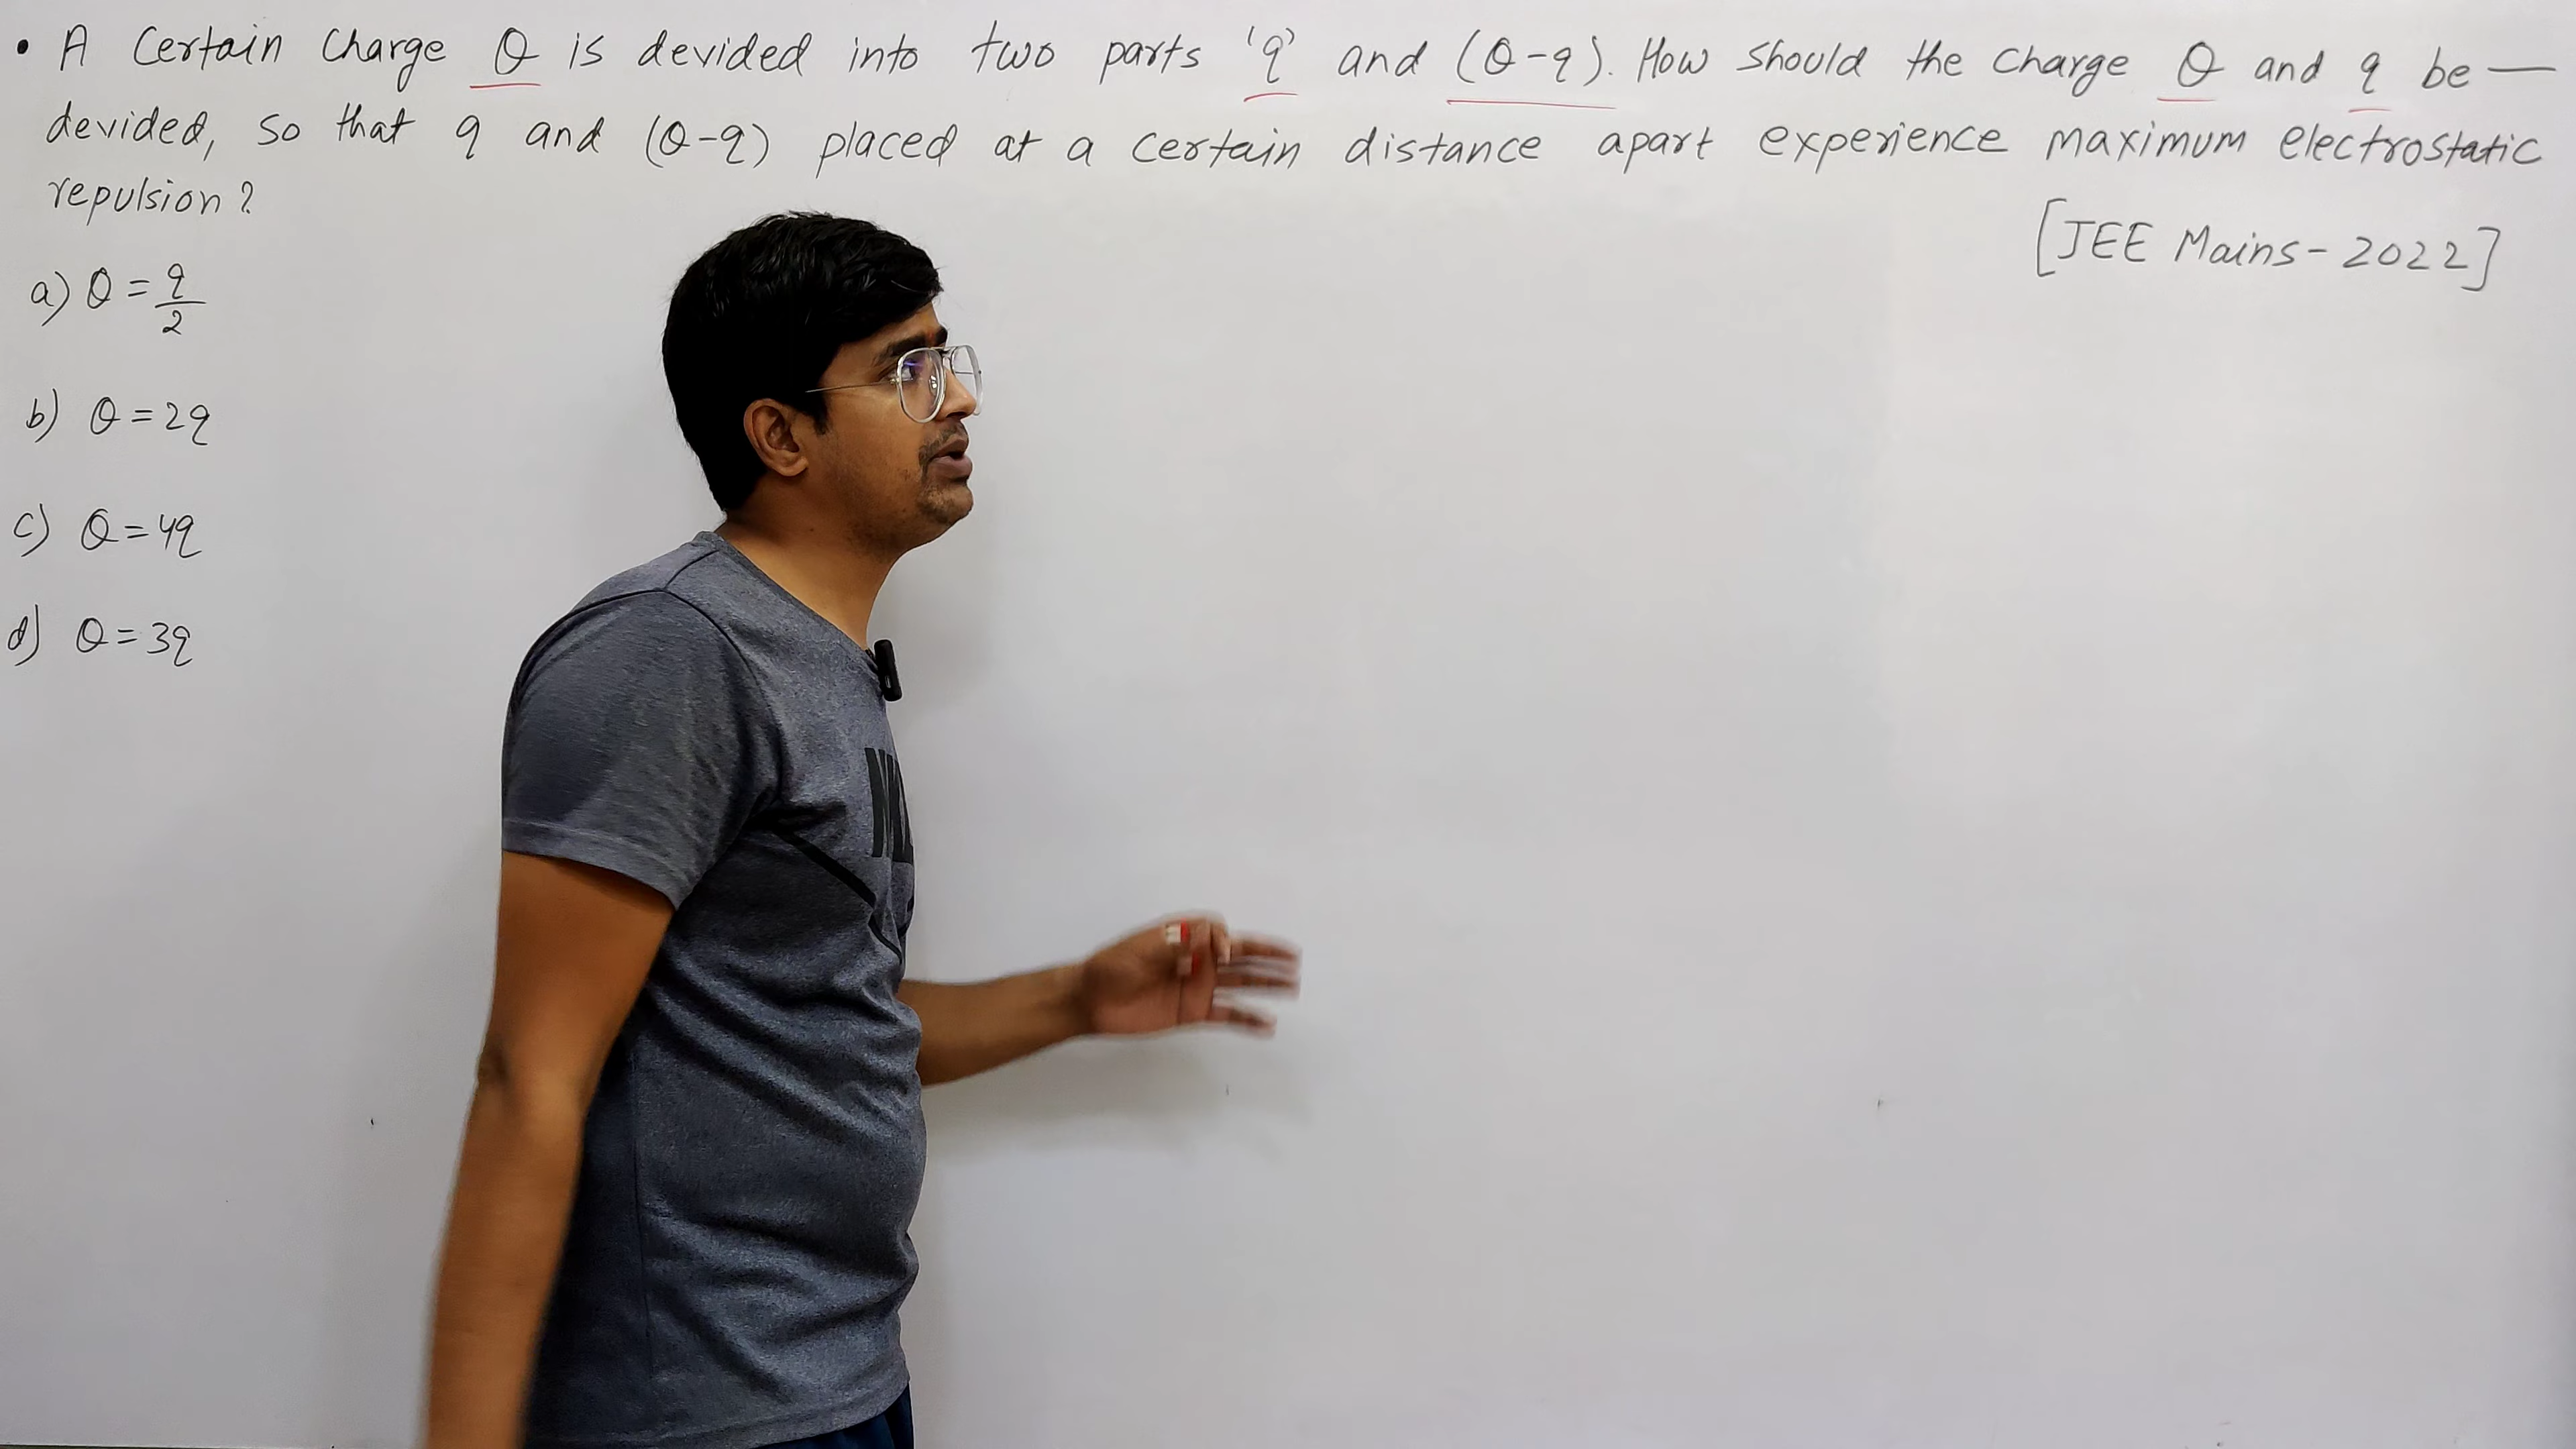 • A Certain Charge Q is devided into two parts 'q' and (Q-q). How should the Charge Q and q be —
devided, so that q and (Q-q) placed at a certain distance apart experience maximum electrostatic
repulsion?
[JEE Mains-2022]
a) Q = q/2
b) Q = 2q
c) Q = 4q
d) Q = 3q